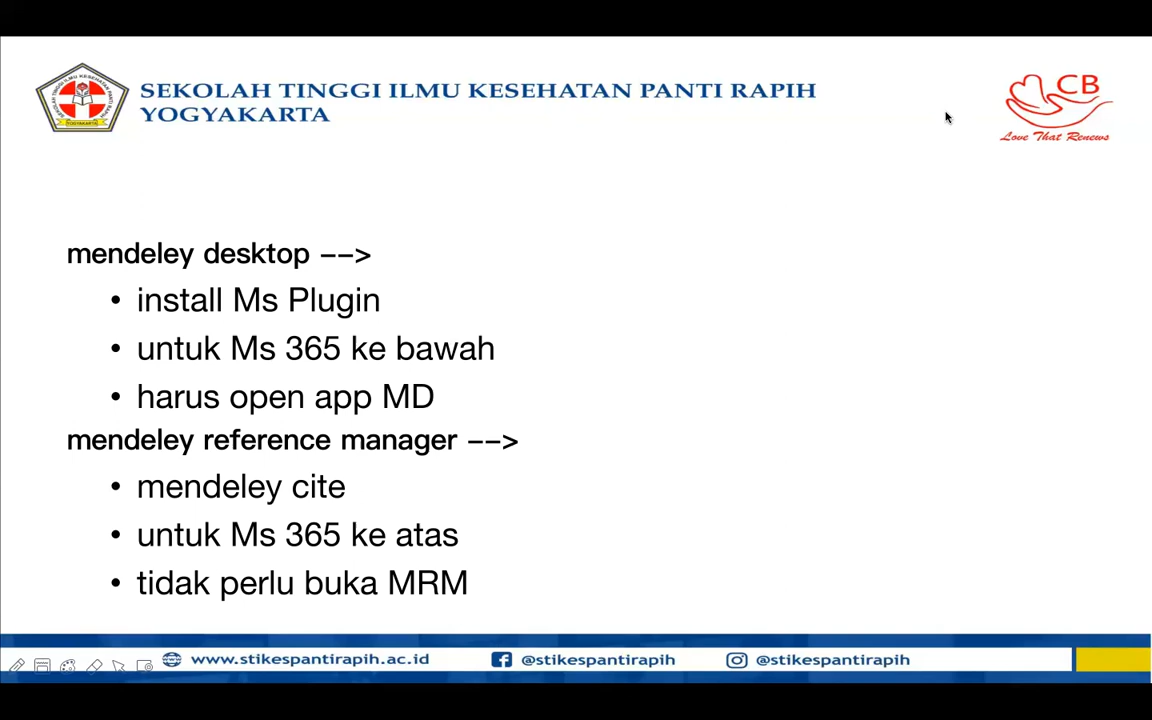 SEKOLAH TINGGI ILMU KESEHATAN PANTI RAPIH
YOGYAKARTA
YOGYAKARTA
CB
Love That Renews
mendeley desktop -->
• install Ms Plugin
• untuk Ms 365 ke bawah
• harus open app MD
mendeley reference manager -->
• mendeley cite
• untuk Ms 365 ke atas
• tidak perlu buka MRM
www.stikespantirapih.ac.id
@stikespantirapih
@stikespantirapih